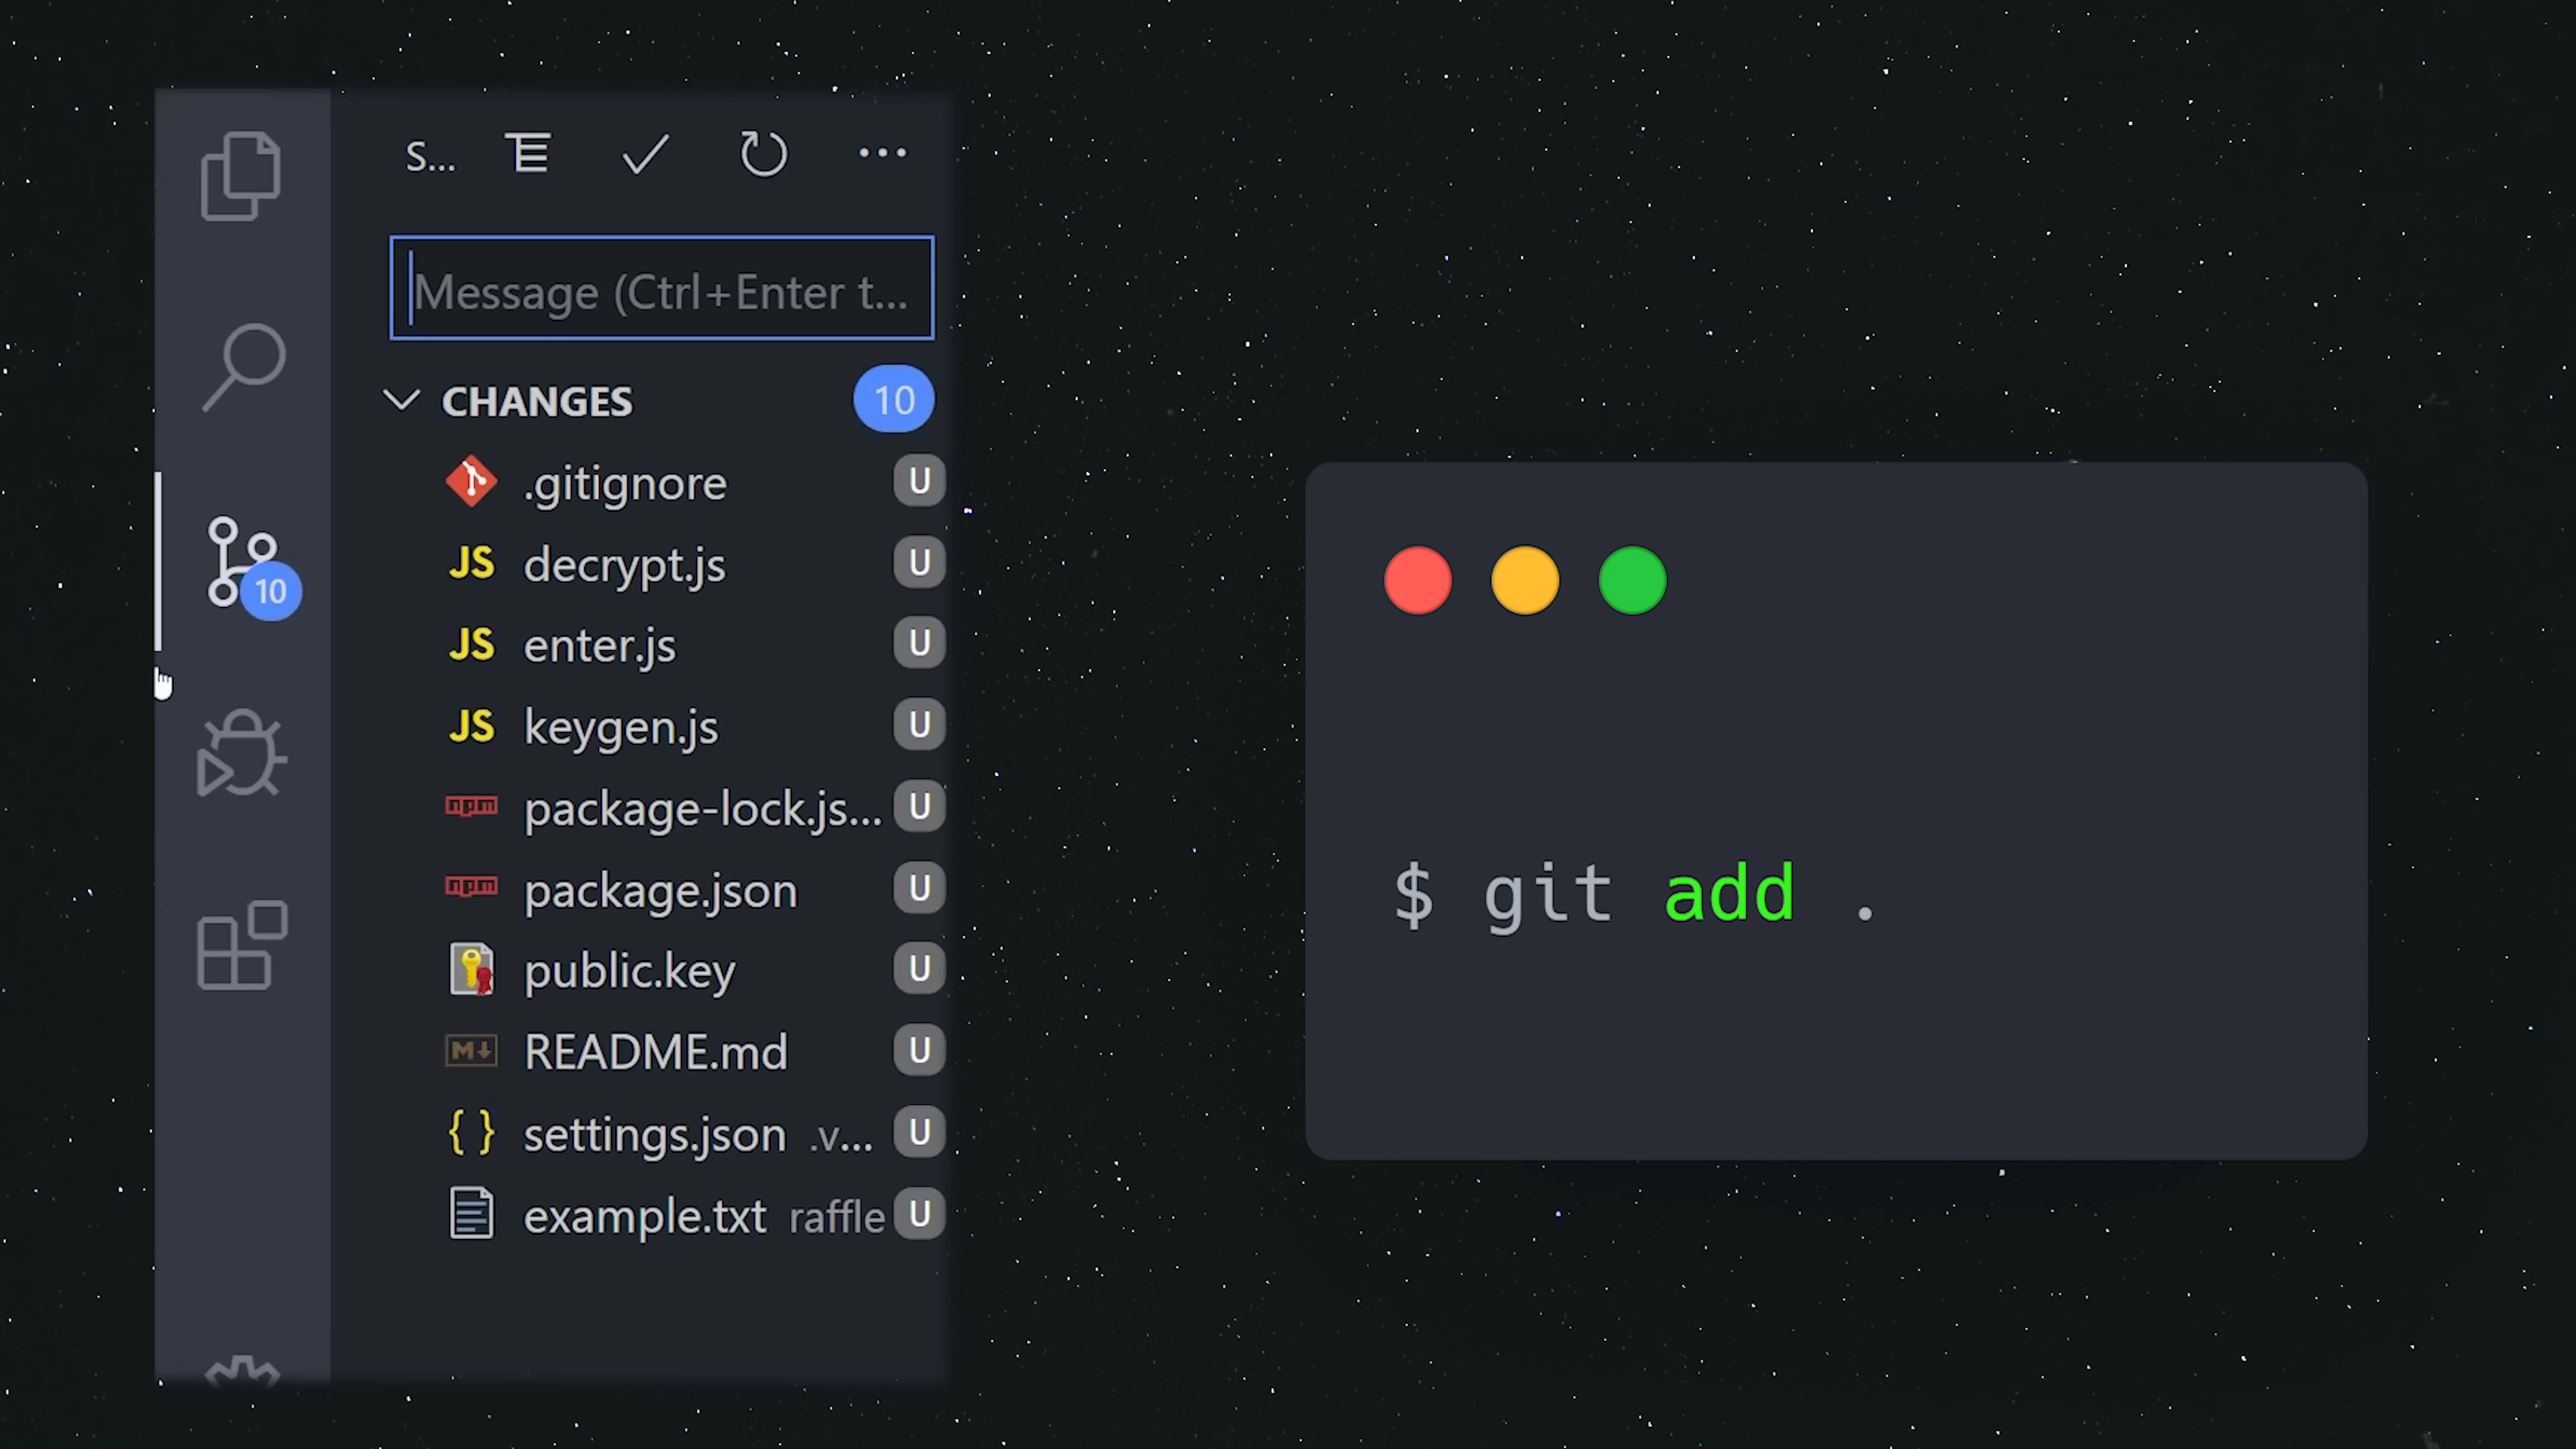 S...
Message (Ctrl+Enter t...
CHANGES 10
.gitignore U
JS decrypt.js U
JS enter.js U
10
JS keygen.js U
npm package-lock.js... U
npm package.json U
public.key U
M README.md U
{} settings.json .v... U
example.txt raffle U
$ git add .